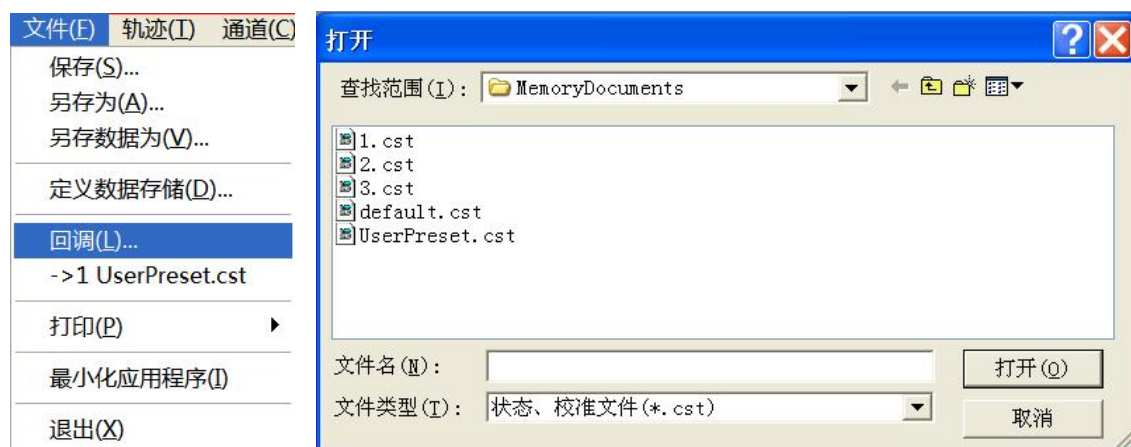 文件(F) 轨迹(T) 通道(C)
保存(S)...
另存为(A)...
另存数据为(V)...
定义数据存储(D)...
回调(L)...
->1 UserPreset.cst
打印(P)
最小化应用程序(I)
退出(X)
打开
查找范围(I): MemoryDocuments
1.cst
2.cst
3.cst
default.cst
UserPreset.cst
文件名(N):
打开(O)
文件类型(T): 状态、校准文件(*.cst)
取消